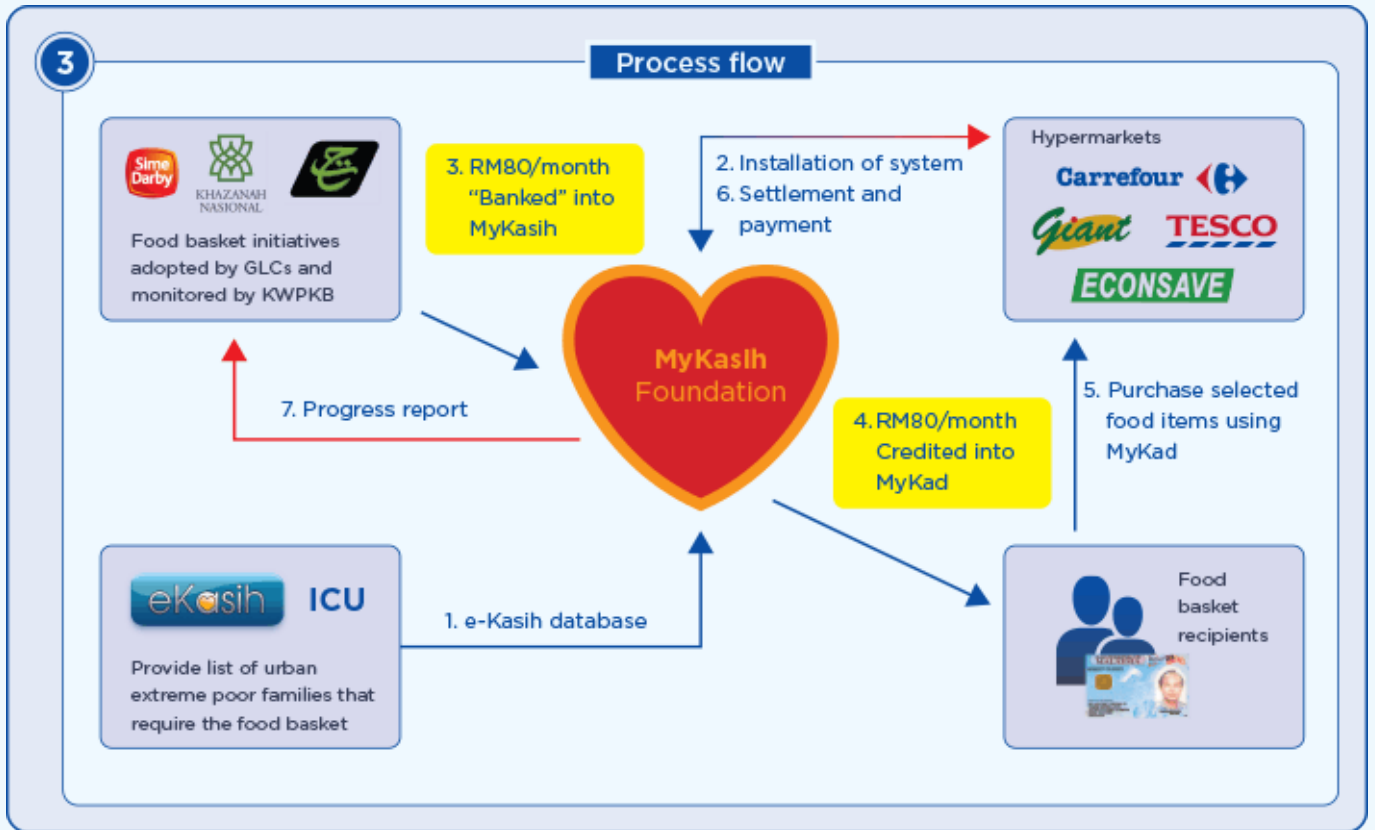 3
Process flow
Sime
Darby
KHAZANAH
NASIONAL
Food basket initiatives
adopted by GLCs and
monitored by KWPKB
3. RM80/month
“Banked” into
MyKasih
2. Installation of system
6. Settlement and
payment
Hypermarkets
Carrefour
Giant
TESCO
ECONSAVE
MyKasIh
Foundation
7. Progress report
4. RM80/month
Credited into
MyKad
5. Purchase selected
food items using
MyKad
eKasih
ICU
Provide list of urban
extreme poor families that
require the food basket
1. e-Kasih database
Food
basket
recipients